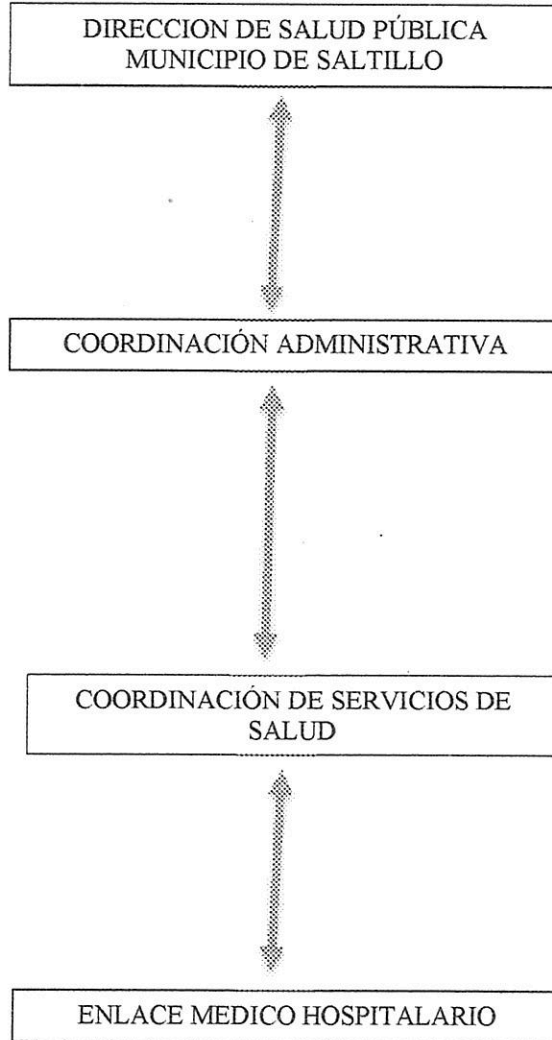 DIRECCION DE SALUD PÚBLICA
MUNICIPIO DE SALTILLO
COORDINACIÓN ADMINISTRATIVA
COORDINACIÓN DE SERVICIOS DE
SALUD
ENLACE MEDICO HOSPITALARIO